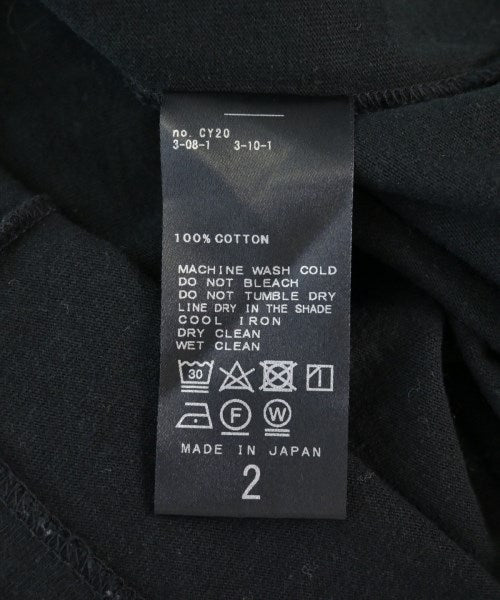 no. CY20
3-08-1 3-10-1
100% COTTON
MACHINE WASH COLD
DO NOT BLEACH
DO NOT TUMBLE DRY
LINE DRY IN THE SHADE
COOL IRON
DRY CLEAN
WET CLEAN
30
F W
MADE IN JAPAN
2